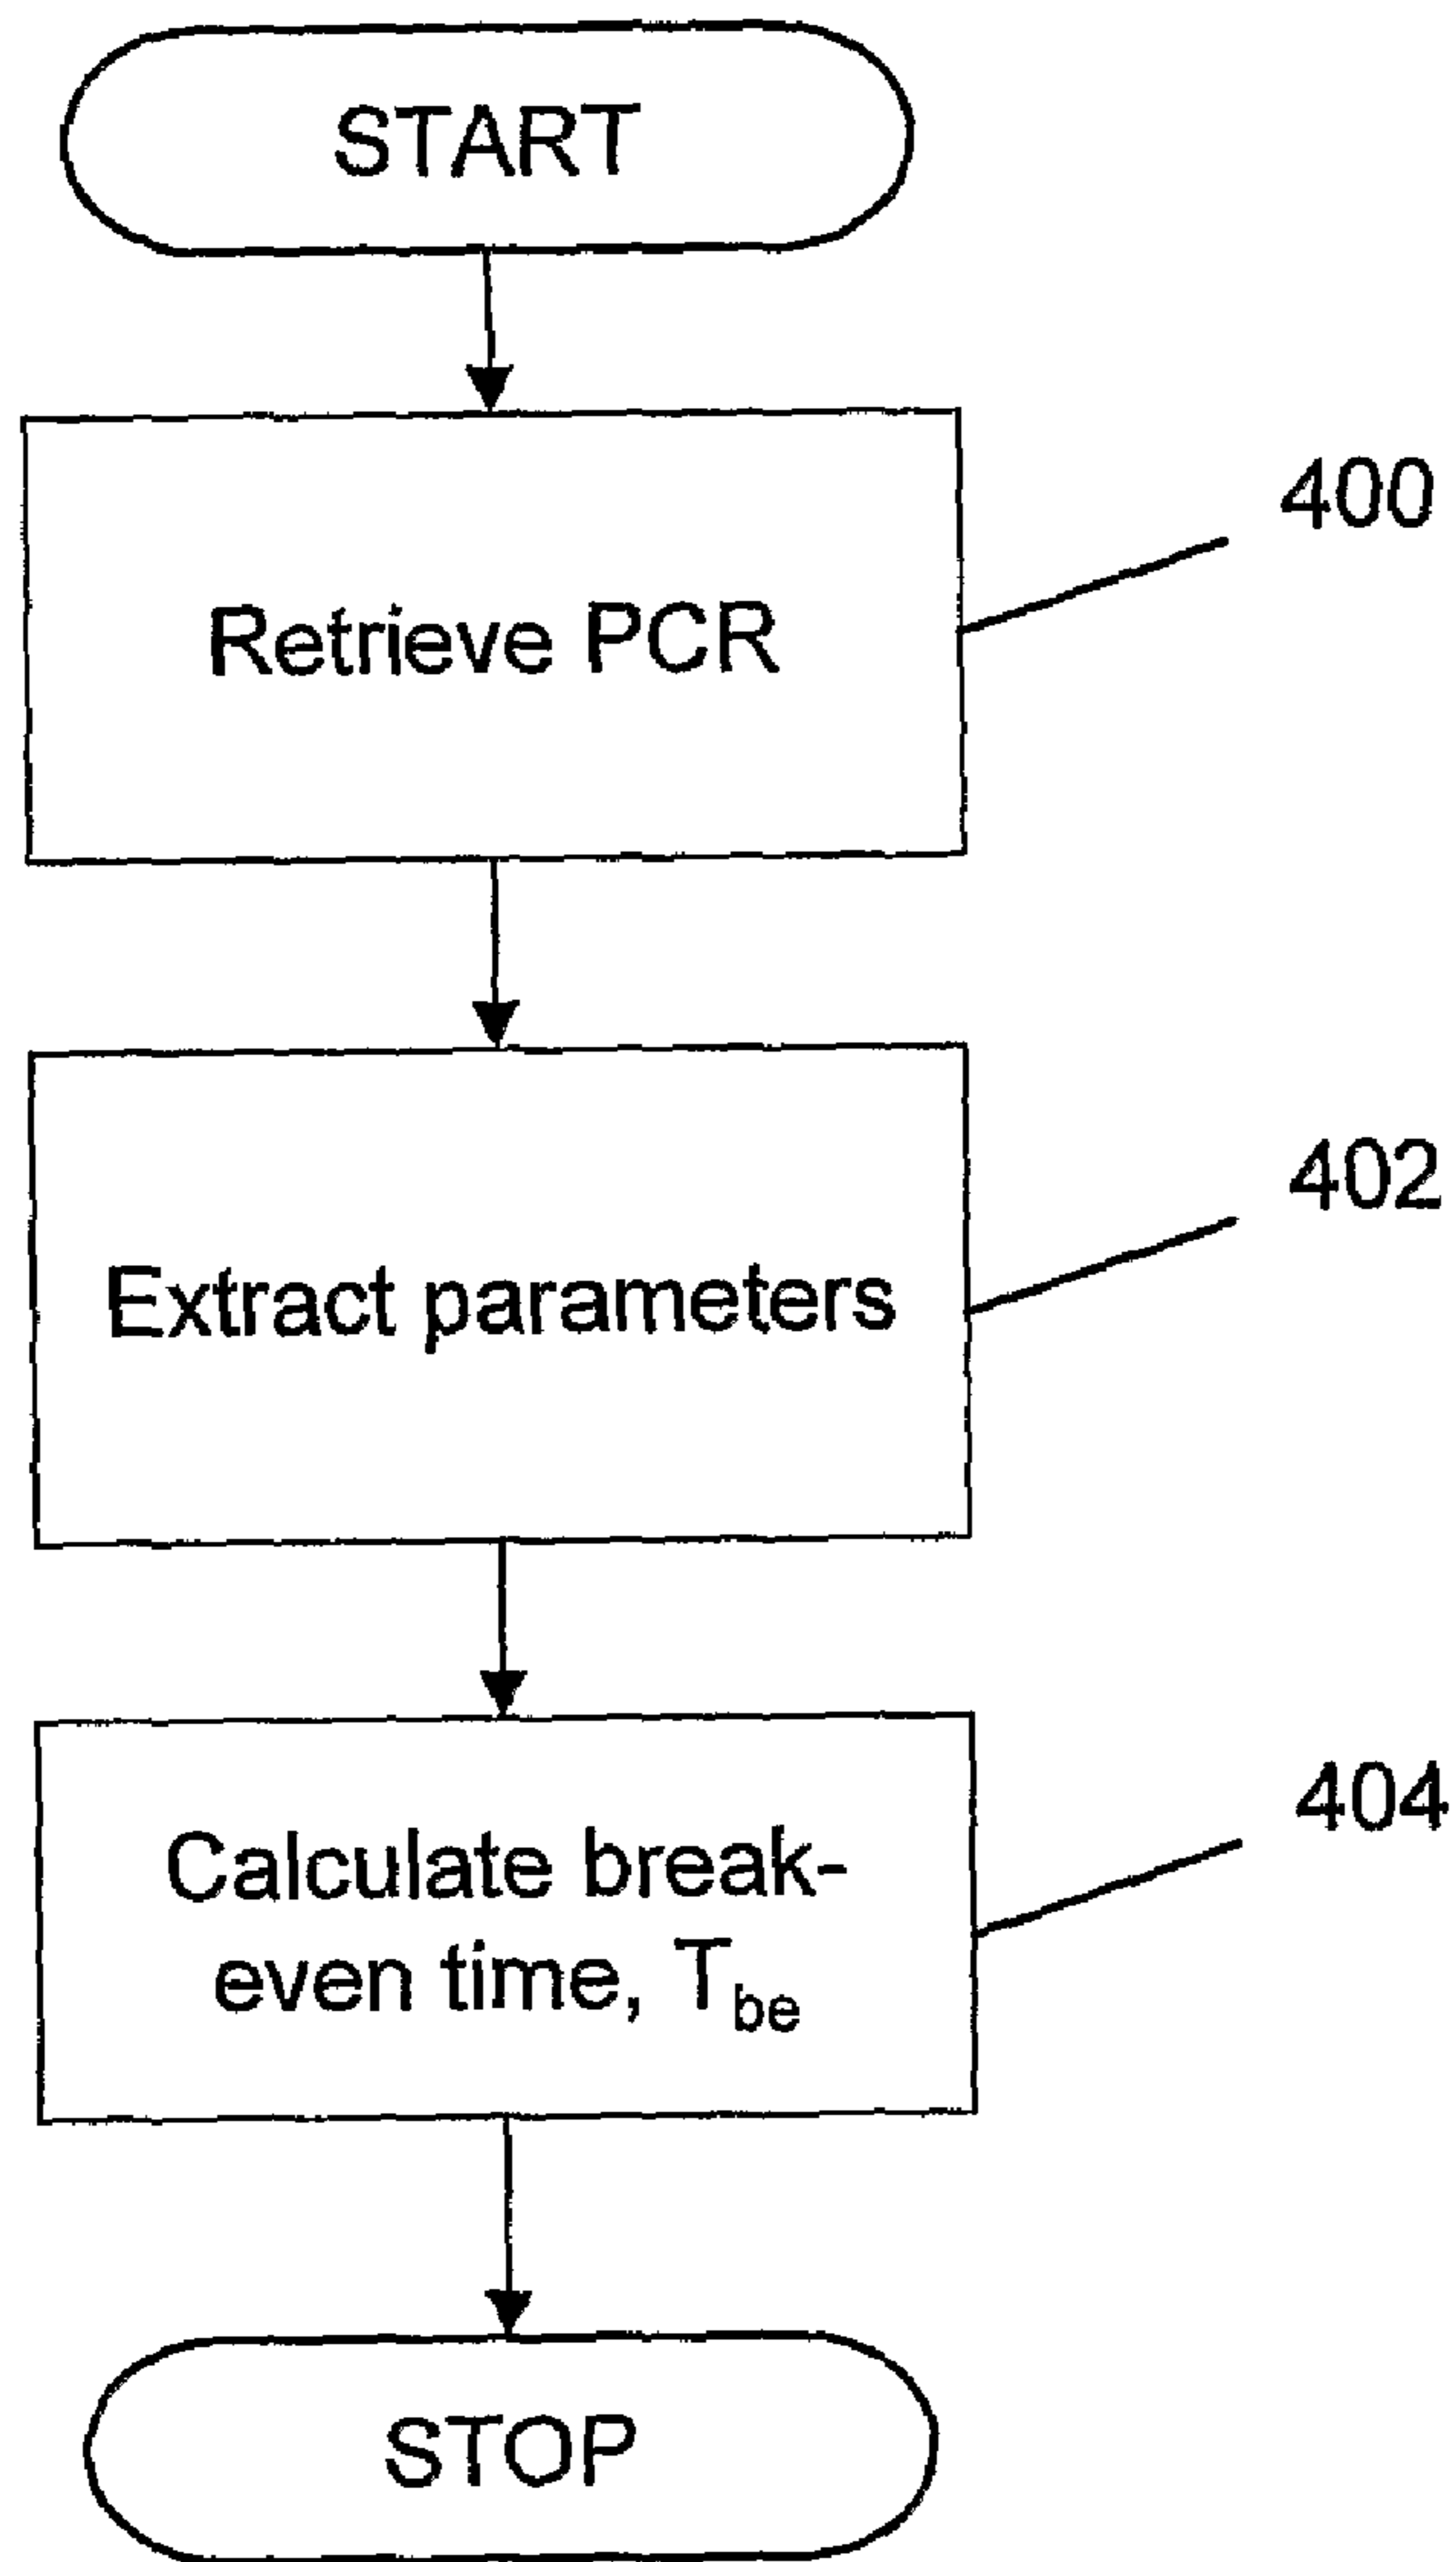 START
400
Retrieve PCR
402
Extract parameters
404
Calculate break-
even time, Tbe
STOP